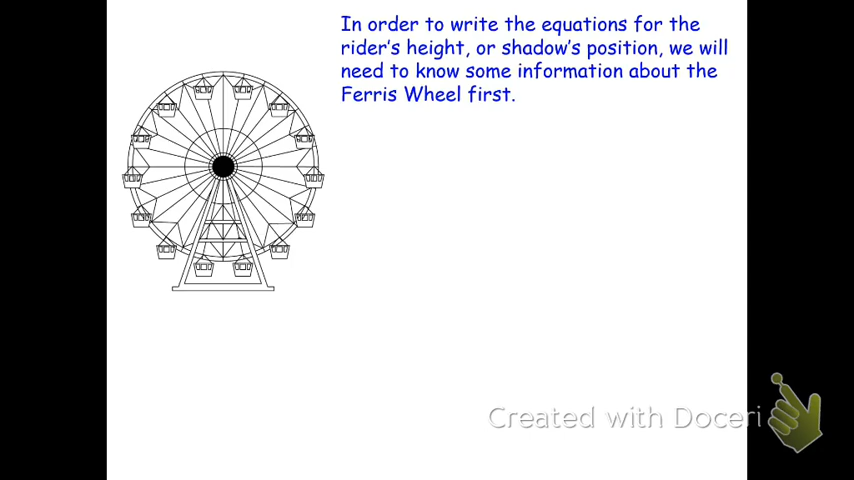 In order to write the equations for the
rider's height, or shadow's position, we will
need to know some information about the
Ferris Wheel first.
Created with Doceri